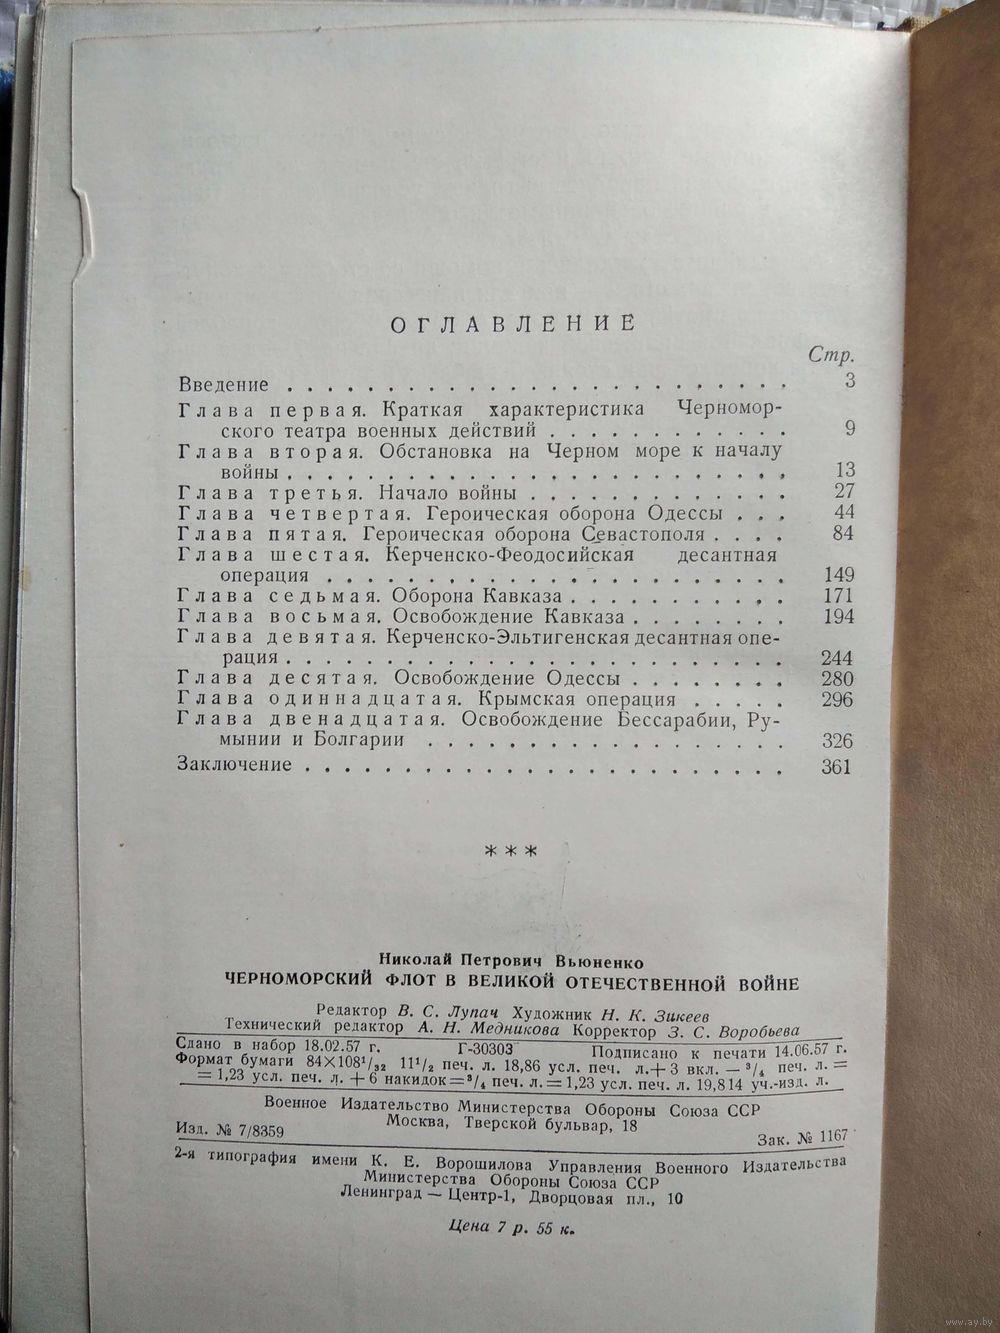 ОГЛАВЛЕНИЕ
Стр.
Введение . . . . . . . . . . . . . . . . . . . . . . . . . 3
Глава первая. Краткая характеристика Черномор-
ского театра военных действий . . . . . . . . . . . . 9
Глава вторая. Обстановка на Черном море к началу
войны . . . . . . . . . . . . . . . . . . . . . . . . . 13
Глава третья. Начало войны . . . . . . . . . . . . . 27
Глава четвертая. Героическая оборона Одессы . . . 44
Глава пятая. Героическая оборона Севастополя . . . . 84
Глава шестая. Керченско-Феодосийская десантная
операция . . . . . . . . . . . . . . . . . . . . . . . 149
Глава седьмая. Оборона Кавказа . . . . . . . . . . . 171
Глава восьмая. Освобождение Кавказа . . . . . . . . 194
Глава девятая. Керченско-Эльтигенская десантная опе-
рация . . . . . . . . . . . . . . . . . . . . . . . . . 244
Глава десятая. Освобождение Одессы . . . . . . . . 280
Глава одиннадцатая. Крымская операция . . . . . 296
Глава двенадцатая. Освобождение Бессарабии, Ру-
мынии и Болгарии . . . . . . . . . . . . . . . . . . 326
Заключение . . . . . . . . . . . . . . . . . . . . . . . . 361
***
Николай Петрович Вьюненко
ЧЕРНОМОРСКИЙ ФЛОТ В ВЕЛИКОЙ ОТЕЧЕСТВЕННОЙ ВОЙНЕ
Редактор В. С. Лупач Художник Н. К. Зикеев
Технический редактор А. Н. Медникова Корректор З. С. Воробьева
Сдано в набор 18.02.57 г. Г-30303 Подписано к печати 14.06.57 г.
Формат бумаги 84×108¹/₃₂ 11¹/₂ печ. л. 18,86 усл. печ. л.+3 вкл. — ³/₄ печ. л. =
= 1,23 усл. печ. л. +6 накидок=³/₄ печ. л.=1,23 усл. печ. л. 19,814 уч.-изд. л.
Военное Издательство Министерства Обороны Союза ССР
Москва, Тверской бульвар, 18
Изд. № 7/8359 Зак. № 1167
2-я типография имени К. Е. Ворошилова Управления Военного Издательства
Министерства Обороны Союза ССР
Ленинград — Центр-1, Дворцовая пл., 10
Цена 7 р. 55 к.
www.ay.by